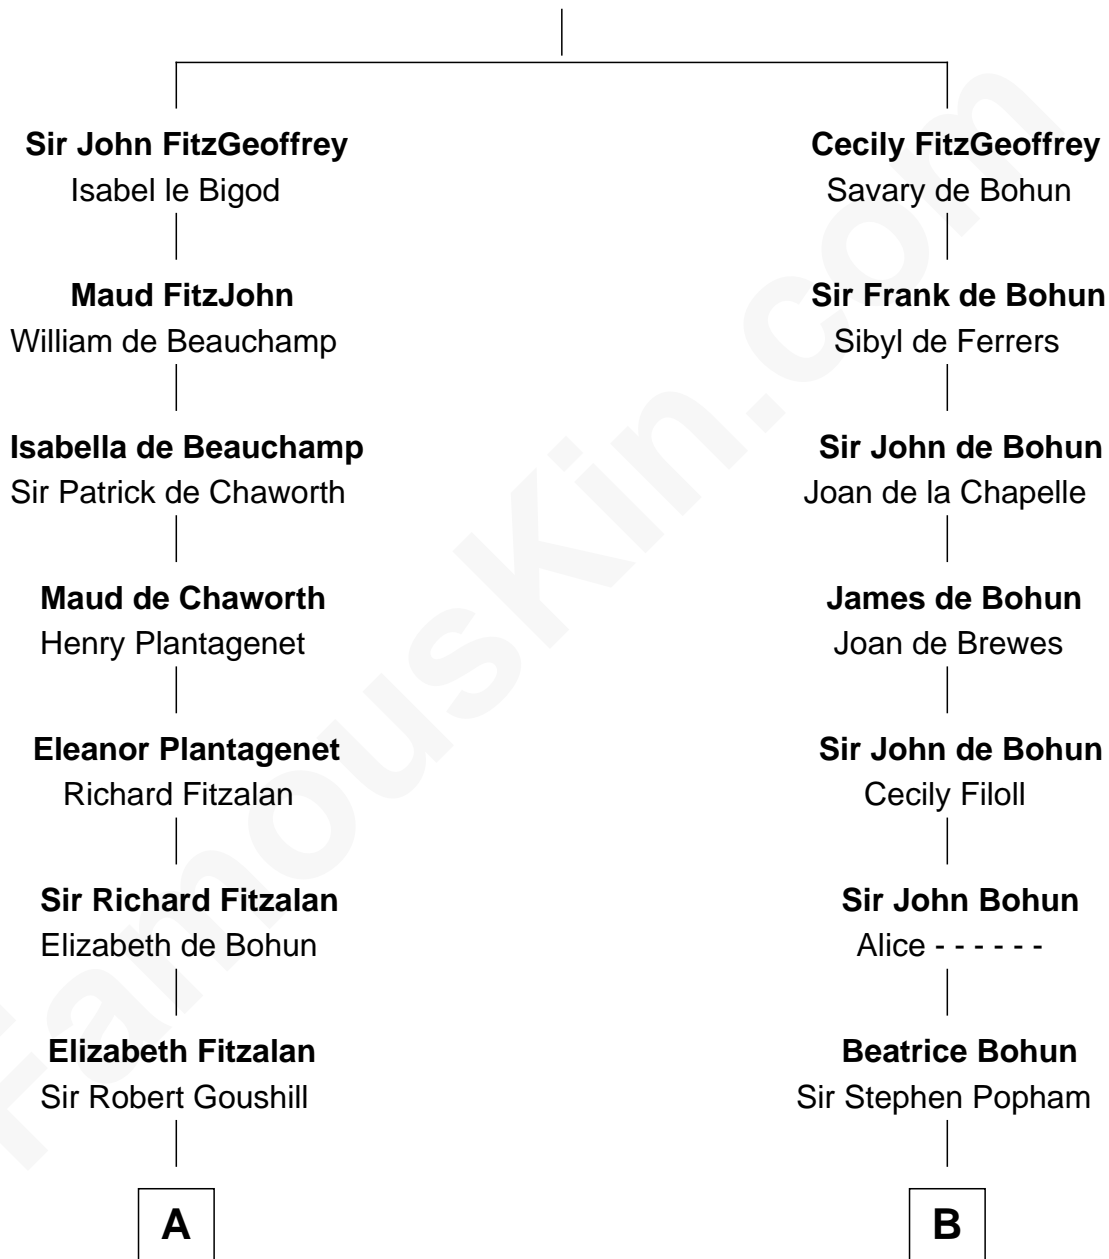 Sir John FitzGeoffrey
Isabel le Bigod
Maud FitzJohn
William de Beauchamp
Isabella de Beauchamp
Sir Patrick de Chaworth
Maud de Chaworth
Henry Plantagenet
Eleanor Plantagenet
Richard Fitzalan
Sir Richard Fitzalan
Elizabeth de Bohun
Elizabeth Fitzalan
Sir Robert Goushill
A
Cecily FitzGeoffrey
Savary de Bohun
Sir Frank de Bohun
Sibyl de Ferrers
Sir John de Bohun
Joan de la Chapelle
James de Bohun
Joan de Brewes
Sir John de Bohun
Cecily Filoll
Sir John Bohun
Alice - - - - - -
Beatrice Bohun
Sir Stephen Popham
B
FamousKin.com